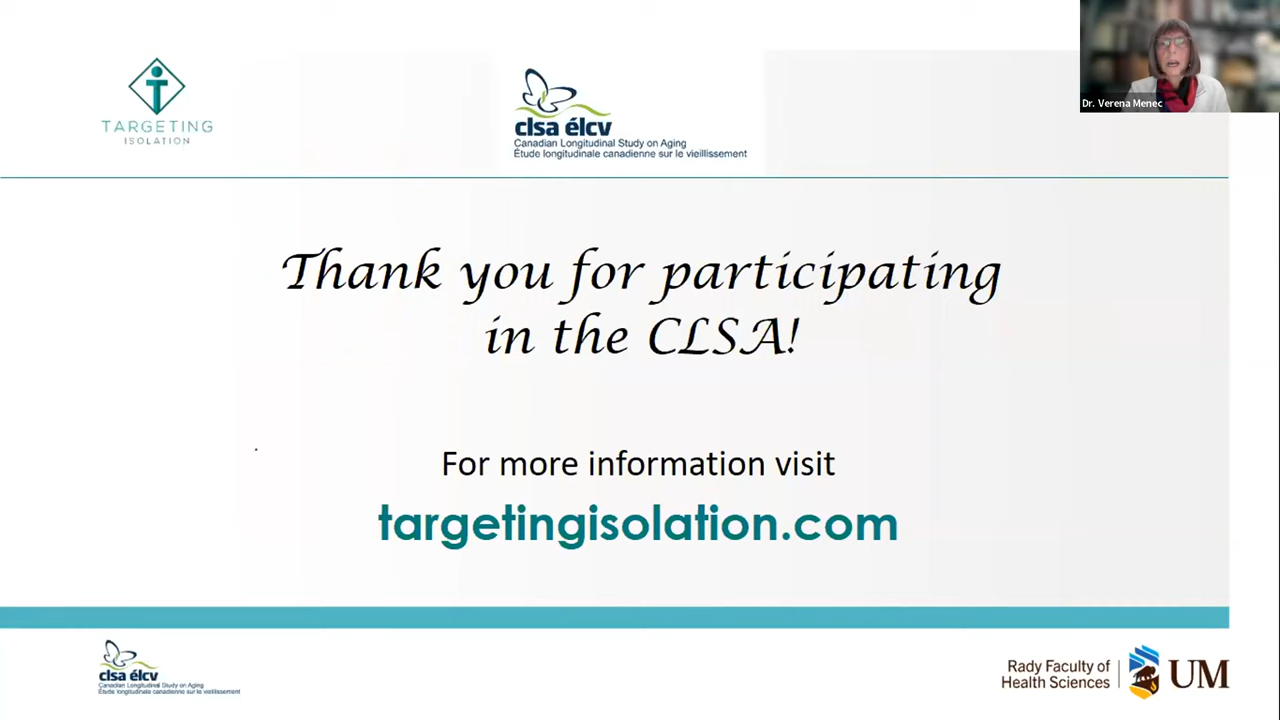 TARGETING
ISOLATION
clsa élcv
Canadian Longitudinal Study on Aging
Étude longitudinale canadienne sur le vieillissement
Dr. Verena Menec
Thank you for participating
in the CLSA!
For more information visit
targetingisolation.com
clsa élcv
Canadian Longitudinal Study on Aging
Étude longitudinale canadienne sur le vieillissement
Rady Faculty of
Health Sciences
UM